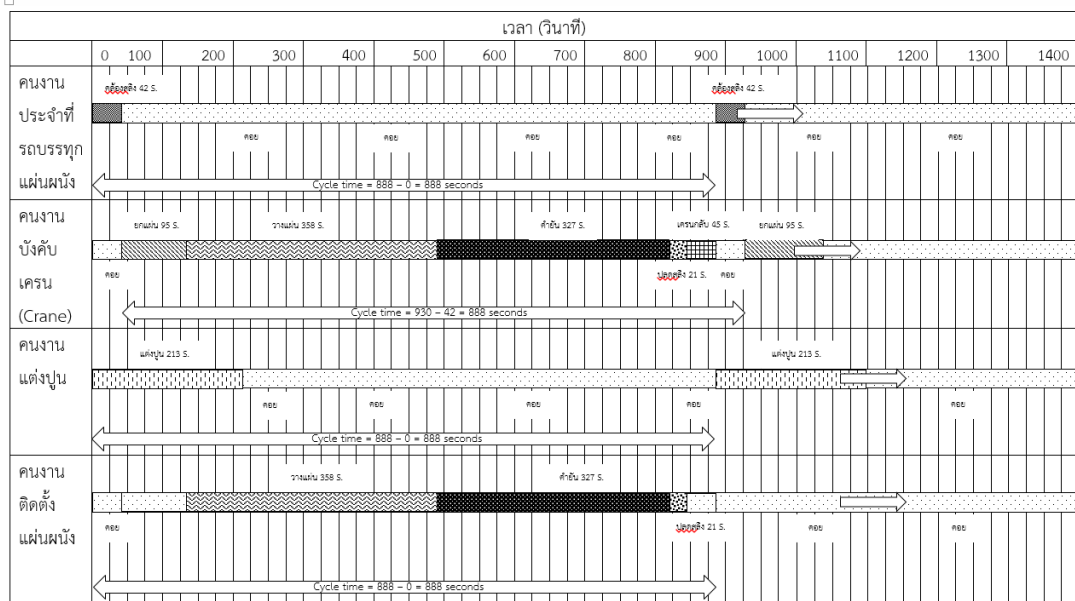 เวลา (วินาที)
0 100 200 300 400 500 600 700 800 900 1000 1100 1200 1300 1400
คนงาน
ประจำที่
รถบรรทุก
แผ่นผนัง
คล้องสลิง 42 S.
คล้องสลิง 42 S.
คอย
คอย
คอย
คอย
คอย
คอย
Cycle time = 888 – 0 = 888 seconds
คนงาน
บังคับ
เครน
(Crane)
ยกแผ่น 95 S.
วางแผ่น 358 S.
ค้ำยัน 327 S.
เครนกลับ 45 S.
ยกแผ่น 95 S.
คอย
ปลดสลิง 21 S.
คอย
Cycle time = 930 – 42 = 888 seconds
คนงาน
แต่งปูน
แต่งปูน 213 S.
แต่งปูน 213 S.
คอย
คอย
คอย
คอย
คอย
Cycle time = 888 – 0 = 888 seconds
คนงาน
ติดตั้ง
แผ่นผนัง
วางแผ่น 358 S.
ค้ำยัน 327 S.
คอย
ปลดสลิง 21 S.
คอย
คอย
Cycle time = 888 – 0 = 888 seconds